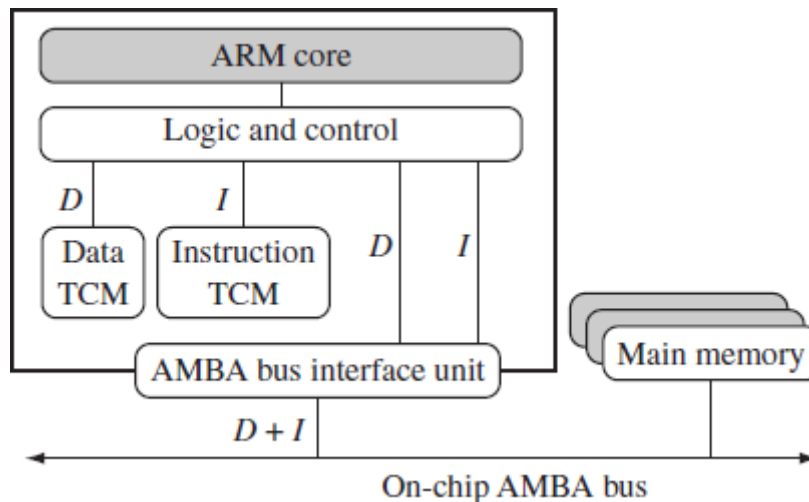 ARM core
Logic and control
D
I
D
I
Data
TCM
Instruction
TCM
Main memory
AMBA bus interface unit
D + I
On-chip AMBA bus